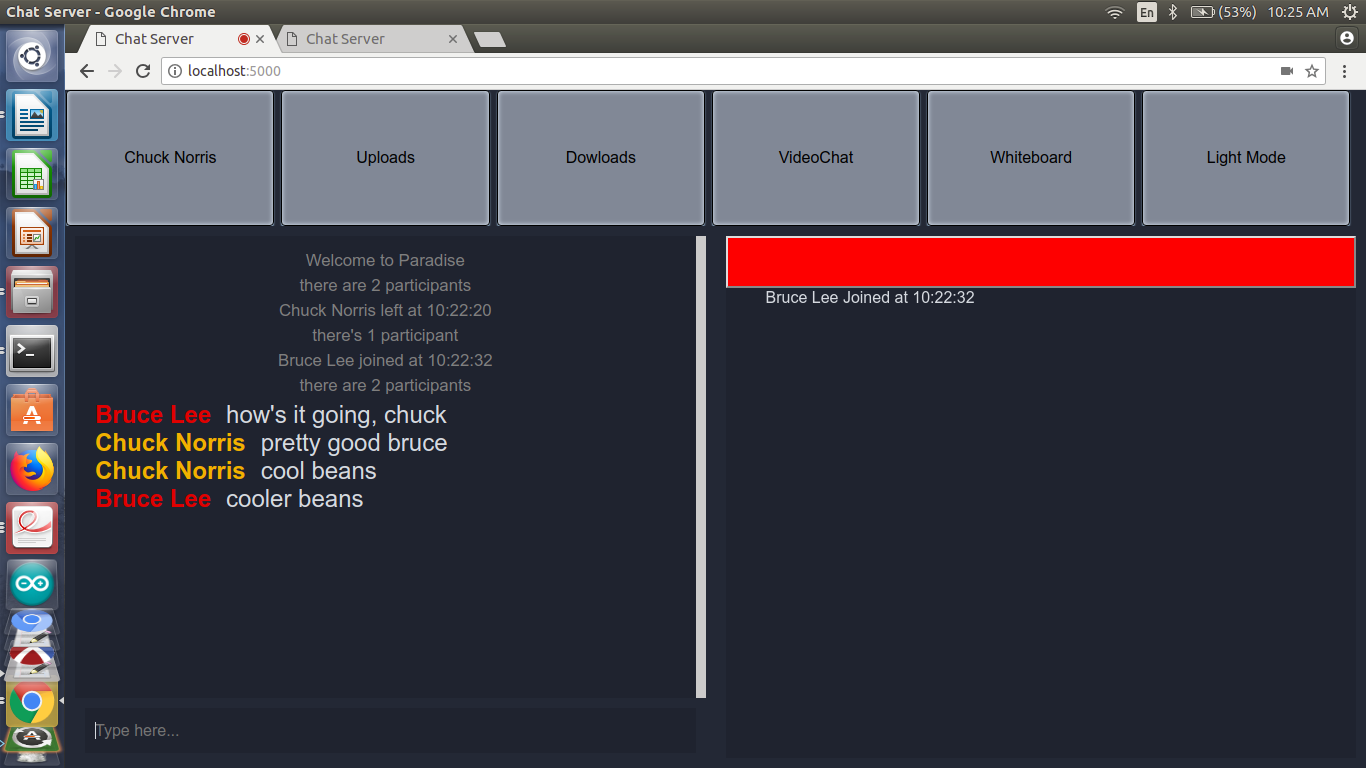 Chat Server - Google Chrome
En
(53%)
10:25 AM
Chat Server
Chat Server
localhost:5000
Chuck Norris
Uploads
Dowloads
VideoChat
Whiteboard
Light Mode
Welcome to Paradise
there are 2 participants
Chuck Norris left at 10:22:20
there's 1 participant
Bruce Lee joined at 10:22:32
there are 2 participants
Bruce Lee how's it going, chuck
Chuck Norris pretty good bruce
Chuck Norris cool beans
Bruce Lee cooler beans
Type here...
Bruce Lee Joined at 10:22:32